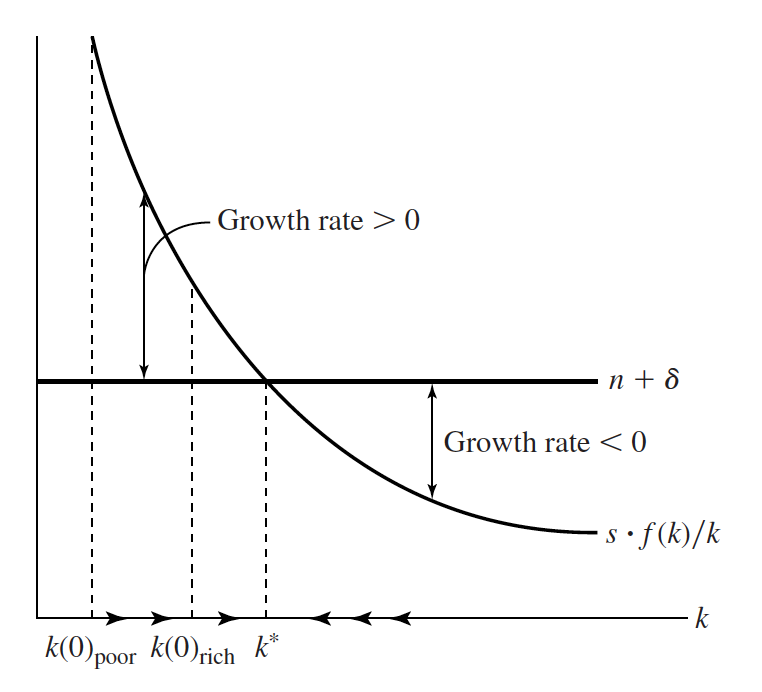 Growth rate > 0
n + δ
Growth rate < 0
s · f(k)/k
k
k(0)poor k(0)rich k*